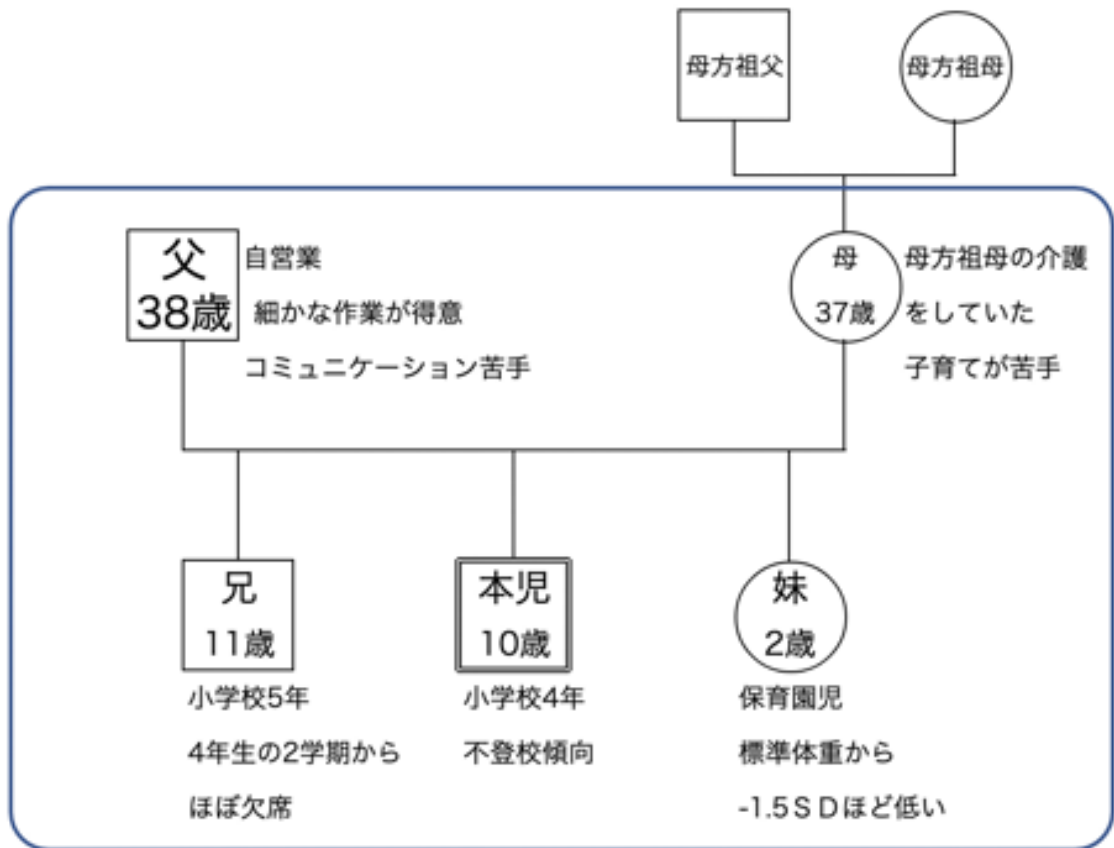 母方祖父
母方祖母
父
38歳
自営業
細かな作業が得意
コミュニケーション苦手
母
37歳
母方祖母の介護
をしていた
子育てが苦手
兄
11歳
小学校5年
4年生の2学期から
ほぼ欠席
本児
10歳
小学校4年
不登校傾向
妹
2歳
保育園児
標準体重から
-1.5ＳＤほど低い